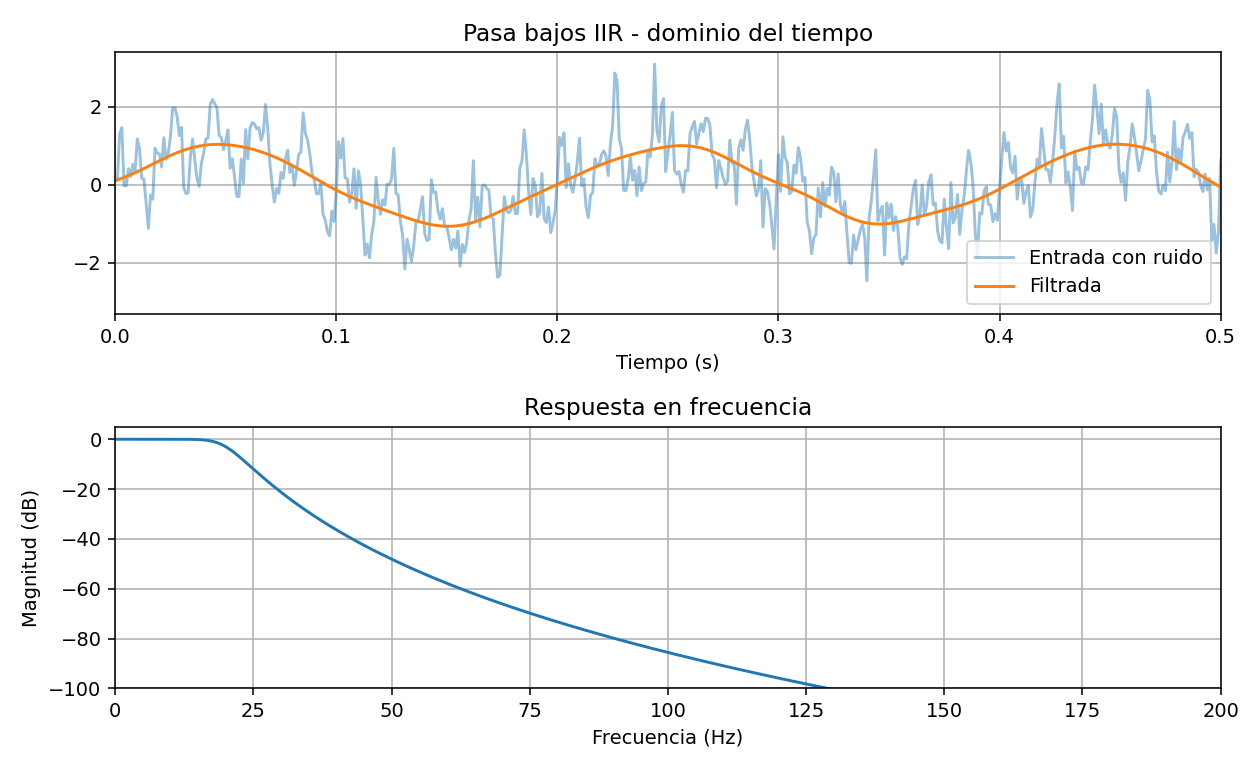 Pasa bajos IIR - dominio del tiempo
2
0
−2
Entrada con ruido
Filtrada
0.0 0.1 0.2 0.3 0.4 0.5
Tiempo (s)
Respuesta en frecuencia
Magnitud (dB)
0
−20
−40
−60
−80
−100
0 25 50 75 100 125 150 175 200
Frecuencia (Hz)